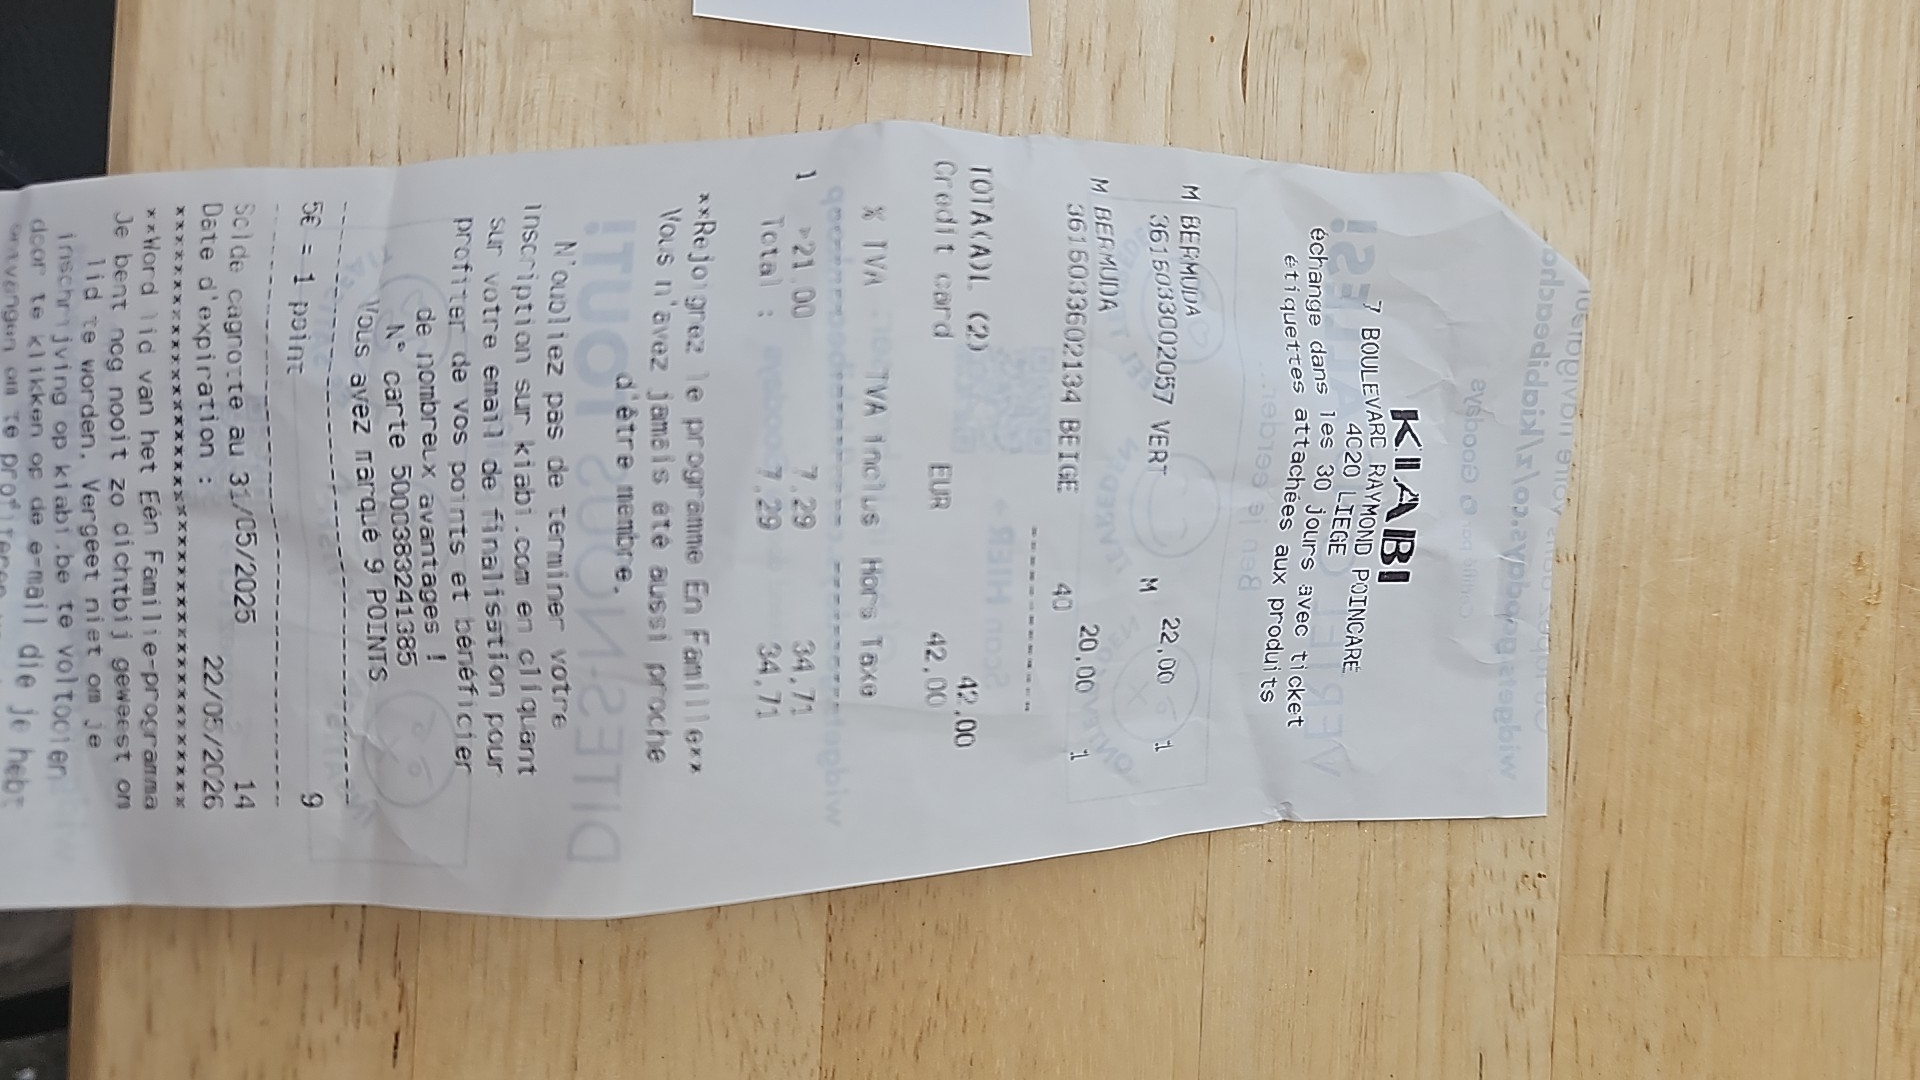 KIABI
7 BOULEVARD RAYMOND POINCARE
4020 LIEGE
échange dans les 30 jours avec ticket
étiquettes attachées aux produits
M BERMUDA 22,00 1
3615033002057 VERT M
M BERMUDA 20,00 1
3616033602134 BEIGE 40
TOTA(A)L (2) 42,00
Credit card EUR 42,00
% TVA TVA Inclus Hors Taxe
1 >21.00 7,29 34,71
Total : 7,29 34,71
**Rejoignez le programme En Famille**
Vous n'avez jamais été aussi proche
d'être membre.
N'oubliez pas de terminer votre
inscription sur kiabi.com en cliquant
sur votre email de finalisation pour
profiter de vos points et bénéficier
de nombreux avantages !
N° carte 5000383241385
Vous avez marqué 9 POINTS
5€ = 1 point 9
Solde cagnotte au 31/05/2025 14
Date d'expiration : 22/05/2026
**Word lid van het Eén Familie-programma
Je bent nog nooit zo dichtbij geweest om
lid te worden. Vergeet niet om je
inschrijving op kiabi.be te voltooien
door te klikken op de e-mail die je hebt
ontvangen om te profiteren